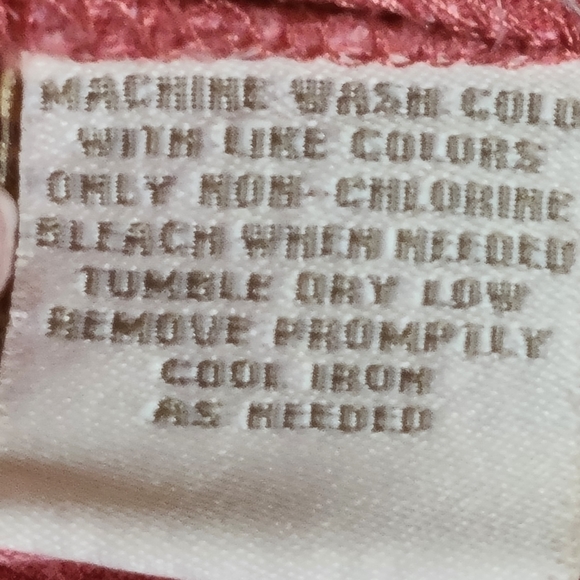 MACHINE WASH COLD
WITH LIKE COLORS
ONLY NON-CHLORINE
BLEACH WHEN NEEDED
TUMBLE DRY LOW
REMOVE PROMPTLY
COOL IRON
AS NEEDED